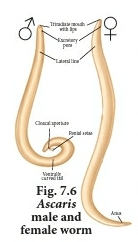 ♂
♀
Triradiate mouth
with lips
Excretory
pore
Lateral line
Cloacal aperture
Penial setae
Ventrally
curved tail
Anus
Fig. 7.6
Ascaris
male and
female worm